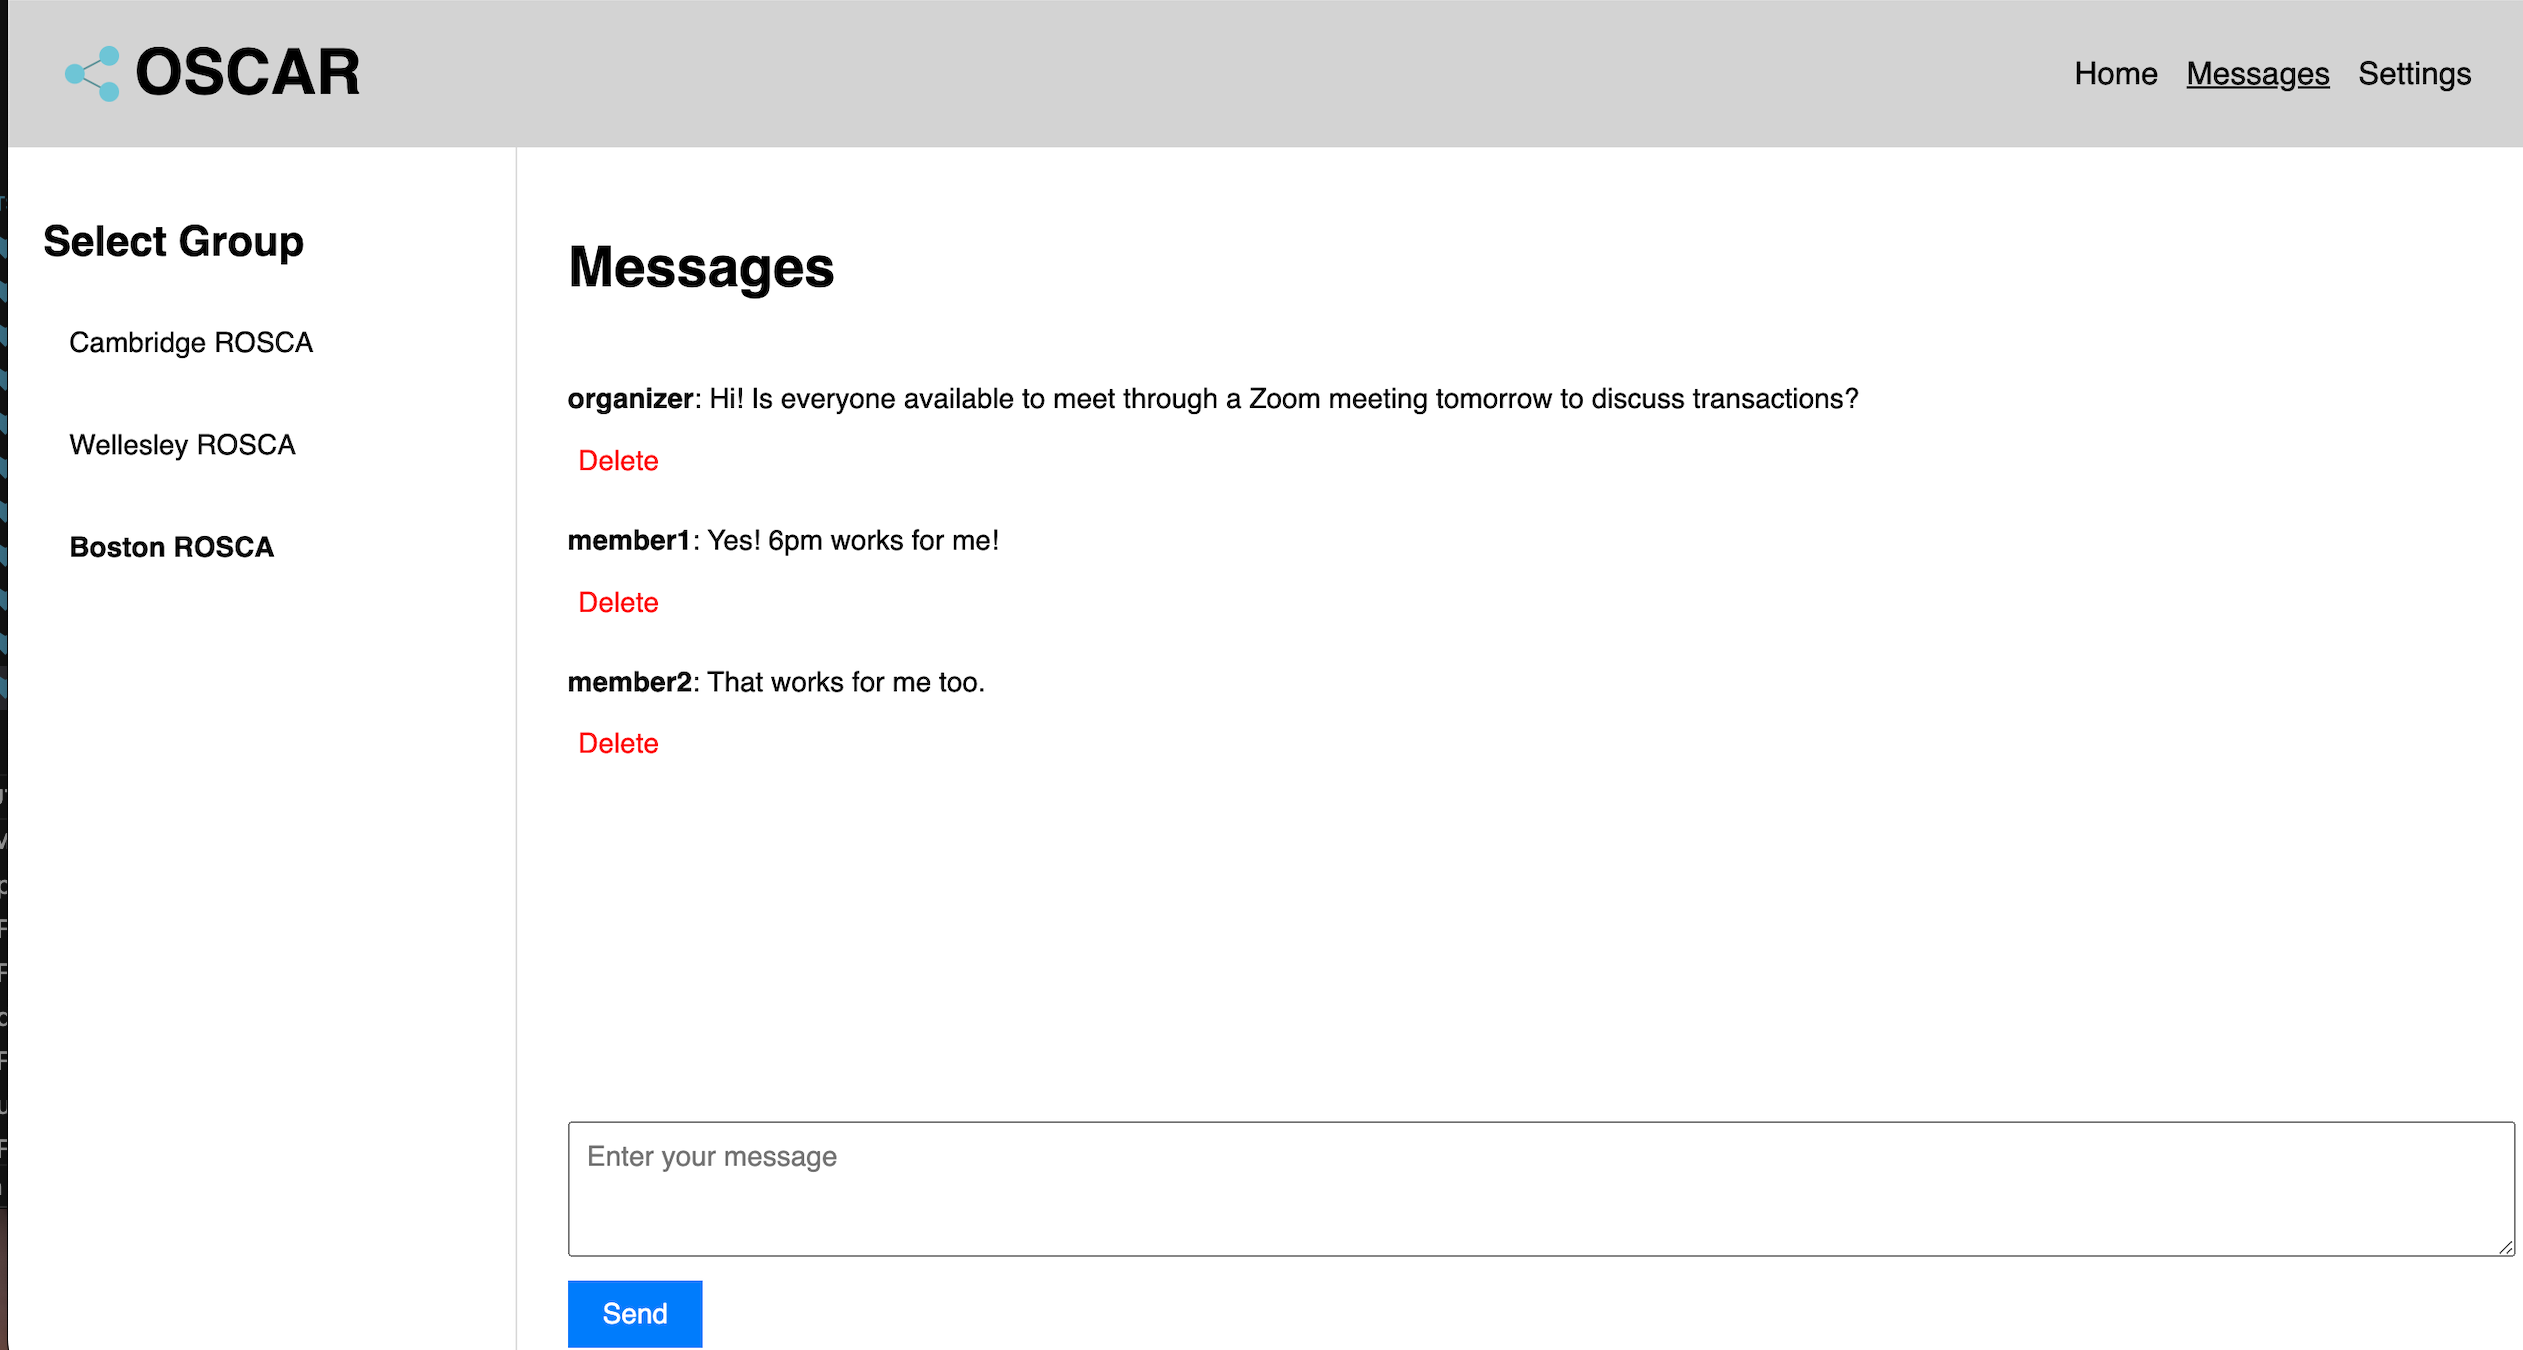 OSCAR
Home Messages Settings
Select Group
Cambridge ROSCA
Wellesley ROSCA
Boston ROSCA
Messages
organizer: Hi! Is everyone available to meet through a Zoom meeting tomorrow to discuss transactions?
Delete
member1: Yes! 6pm works for me!
Delete
member2: That works for me too.
Delete
Enter your message
Send